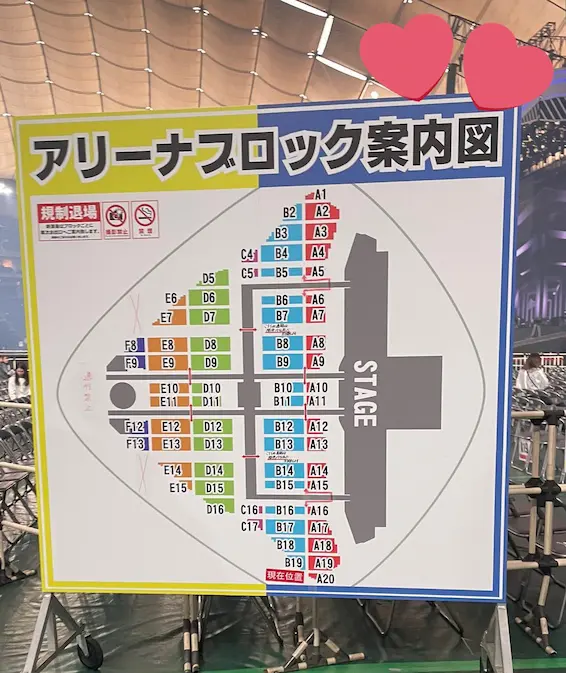 アリーナブロック案内図
規制退場
撮影禁止
禁煙
A1
B2 A2
B3 A3
C4 B4 A4
C5 B5 A5
D5
E6 D6 B6 A6
E7 D7 B7 A7
F8 E8 D8 B8 A8
F9 E9 D9 B9 A9
STAGE
E10 D10 B10 A10
E11 D11 B11 A11
F12 E12 D12 B12 A12
F13 E13 D13 B13 A13
E14 D14 B14 A14
E15 D15 B15 A15
D16 C16 B16 A16
C17 B17 A17
B18 A18
B19 A19
現在位置 A20